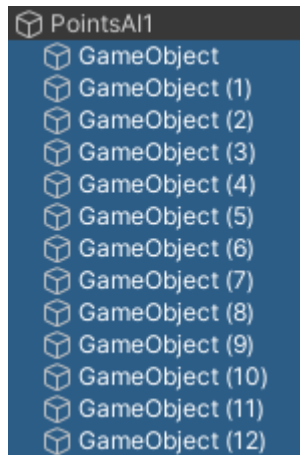 PointsAI1
GameObject
GameObject (1)
GameObject (2)
GameObject (3)
GameObject (4)
GameObject (5)
GameObject (6)
GameObject (7)
GameObject (8)
GameObject (9)
GameObject (10)
GameObject (11)
GameObject (12)